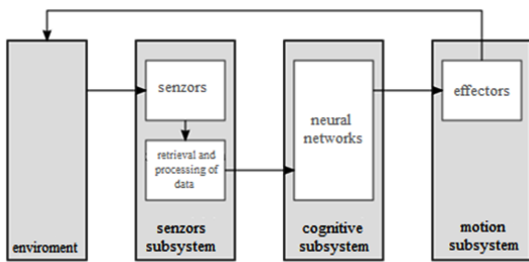 senzors
retrieval and
processing of
data
senzors
subsystem
neural
networks
cognitive
subsystem
effectors
motion
subsystem
enviroment